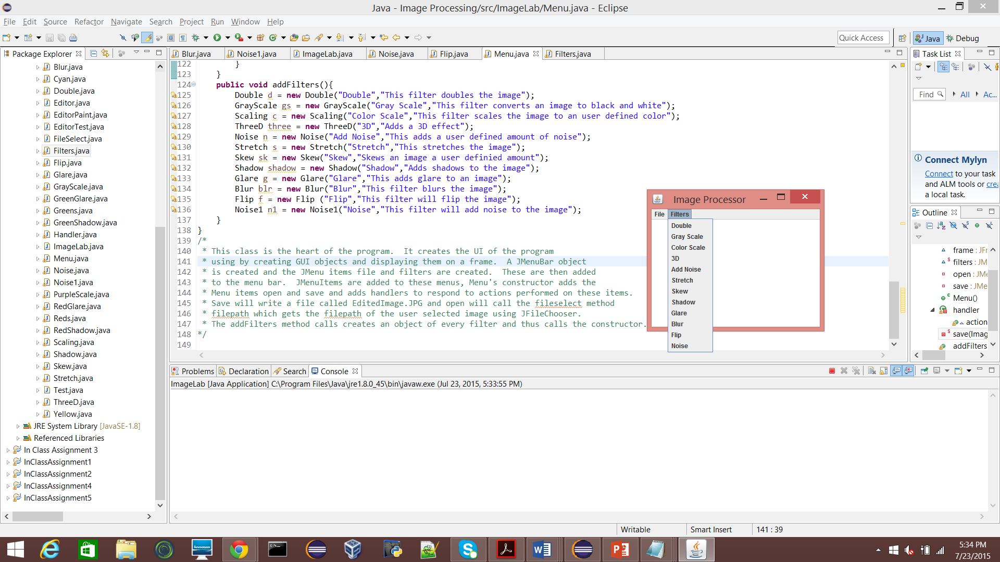 Java - Image Processing/src/ImageLab/Menu.java - Eclipse
File Edit Source Refactor Navigate Search Project Run Window Help
Quick Access
Java
Debug
Package Explorer
Blur.java
Cyan.java
Double.java
Editor.java
EditorPaint.java
EditorTest.java
FileSelect.java
Filters.java
Flip.java
Glare.java
GrayScale.java
GreenGlare.java
Greens.java
GreenShadow.java
Handler.java
ImageLab.java
Menu.java
Noise.java
Noise1.java
PurpleScale.java
RedGlare.java
Reds.java
RedShadow.java
Scaling.java
Shadow.java
Skew.java
Stretch.java
Test.java
ThreeD.java
Yellow.java
JRE System Library [JavaSE-1.8]
Referenced Libraries
In Class Assignment 3
InClassAssignment1
InClassAssignment2
InClassAssignment4
InClassAssignment5
Blur.java Noise1.java ImageLab.java Noise.java Flip.java Menu.java Filters.java
122 }
123 }
124 public void addFilters(){
125 Double d = new Double("Double","This filter doubles the image");
126 GrayScale gs = new GrayScale("Gray Scale","This filter converts an image to black and white");
127 Scaling c = new Scaling("Color Scale","This filter scales the image to an user defined color");
128 ThreeD three = new ThreeD("3D","Adds a 3D effect");
129 Noise n = new Noise("Add Noise","This adds a user defined amount of noise");
130 Stretch s = new Stretch("Stretch","This stretches the image");
131 Skew sk = new Skew("Skew","Skews an image a user definied amount");
132 Shadow shadow = new Shadow("Shadow","Adds shadows to the image");
133 Glare g = new Glare("Glare","This adds glare to an image");
134 Blur blr = new Blur("Blur","This filter blurs the image");
135 Flip f = new Flip ("Flip","This filter will flip the image");
136 Noise1 n1 = new Noise1("Noise","This filter will add noise to the image");
137 }
138 }
139 /*
140 * This class is the heart of the program.  It creates the UI of the program
141 * using by creating GUI objects and displaying them on a frame.  A JMenuBar object
142 * is created and the JMenu items file and filters are created.  These are then added
143 * to the menu bar.  JMenuItems are added to these menus, Menu's constructor adds the
144 * Menu items open and save and adds handlers to respond to actions performed on these items.
145 * Save will write a file called EditedImage.JPG and open will call the fileselect method
146 * filepath which gets the filepath of the user selected image using JFileChooser.
147 * The addFilters method calls creates an object of every filter and thus calls the constructor.
148 */
149
Image Processor
File Filters
Double
Gray Scale
Color Scale
3D
Add Noise
Stretch
Skew
Shadow
Glare
Blur
Flip
Noise
Task List
Find All Ac...
Connect Mylyn
Connect to your task
and ALM tools or crea
a local task.
Outline
frame : JFr
filters : JM
open : JMe
save : JMe
Menu()
handler
action
save(Imag
addFilters
Problems Declaration Search Console
ImageLab [Java Application] C:\Program Files\Java\jre1.8.0_45\bin\javaw.exe (Jul 23, 2015, 5:33:55 PM)
Writable Smart Insert 141 : 39
5:34 PM
7/23/2015